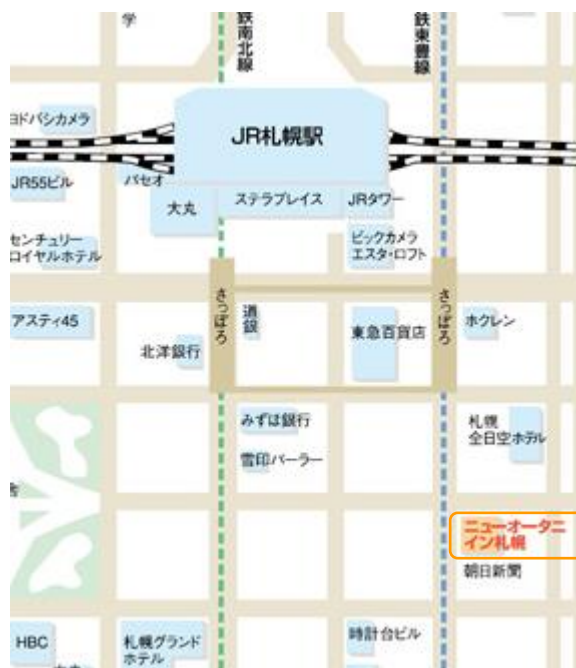 学
鉄南北線
鉄東豊線
ヨドバシカメラ
JR札幌駅
JR55ビル
パセオ
大丸
ステラプレイス
JRタワー
センチュリー
ロイヤルホテル
ビックカメラ
エスタ・ロフト
さっぽろ
さっぽろ
道銀
アスティ45
北洋銀行
東急百貨店
ホクレン
みずほ銀行
雪印パーラー
札幌
全日空ホテル
ニューオータニ
イン札幌
朝日新聞
HBC
札幌グランド
ホテル
時計台ビル